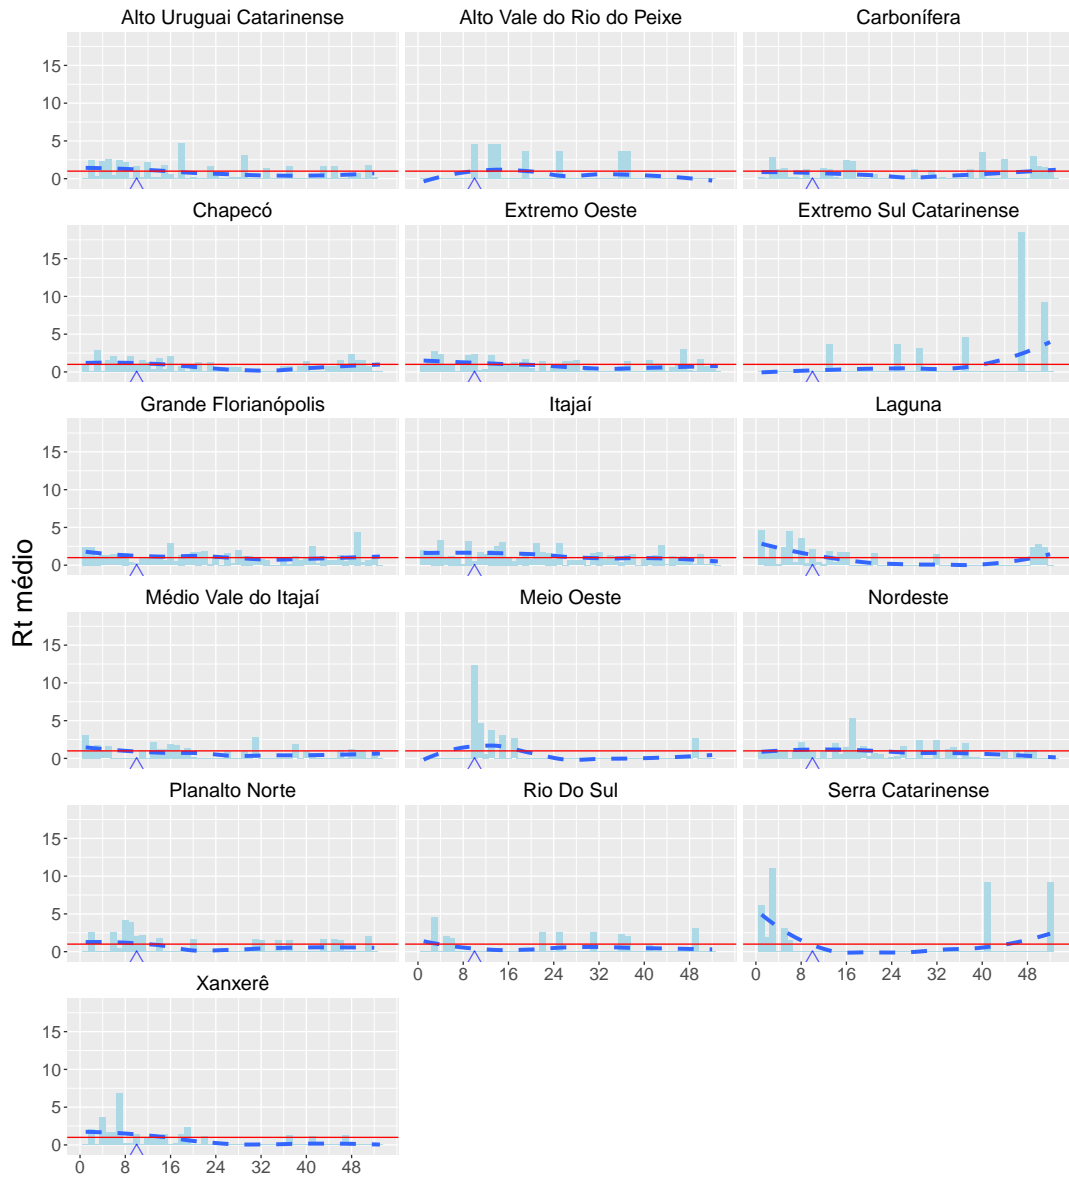 Alto Uruguai Catarinense Alto Vale do Rio do Peixe Carbonífera
15
10
5
0
Chapecó Extremo Oeste Extremo Sul Catarinense
15
10
5
0
Grande Florianópolis Itajaí Laguna
15
10
5
0
Rt médio
Médio Vale do Itajaí Meio Oeste Nordeste
15
10
5
0
Planalto Norte Rio Do Sul Serra Catarinense
15
10
5
0
0 8 16 24 32 40 48 0 8 16 24 32 40 48
Xanxerê
15
10
5
0
0 8 16 24 32 40 48